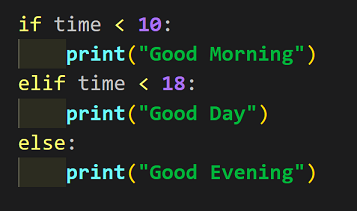 if time < 10:
    print("Good Morning")
elif time < 18:
    print("Good Day")
else:
    print("Good Evening")